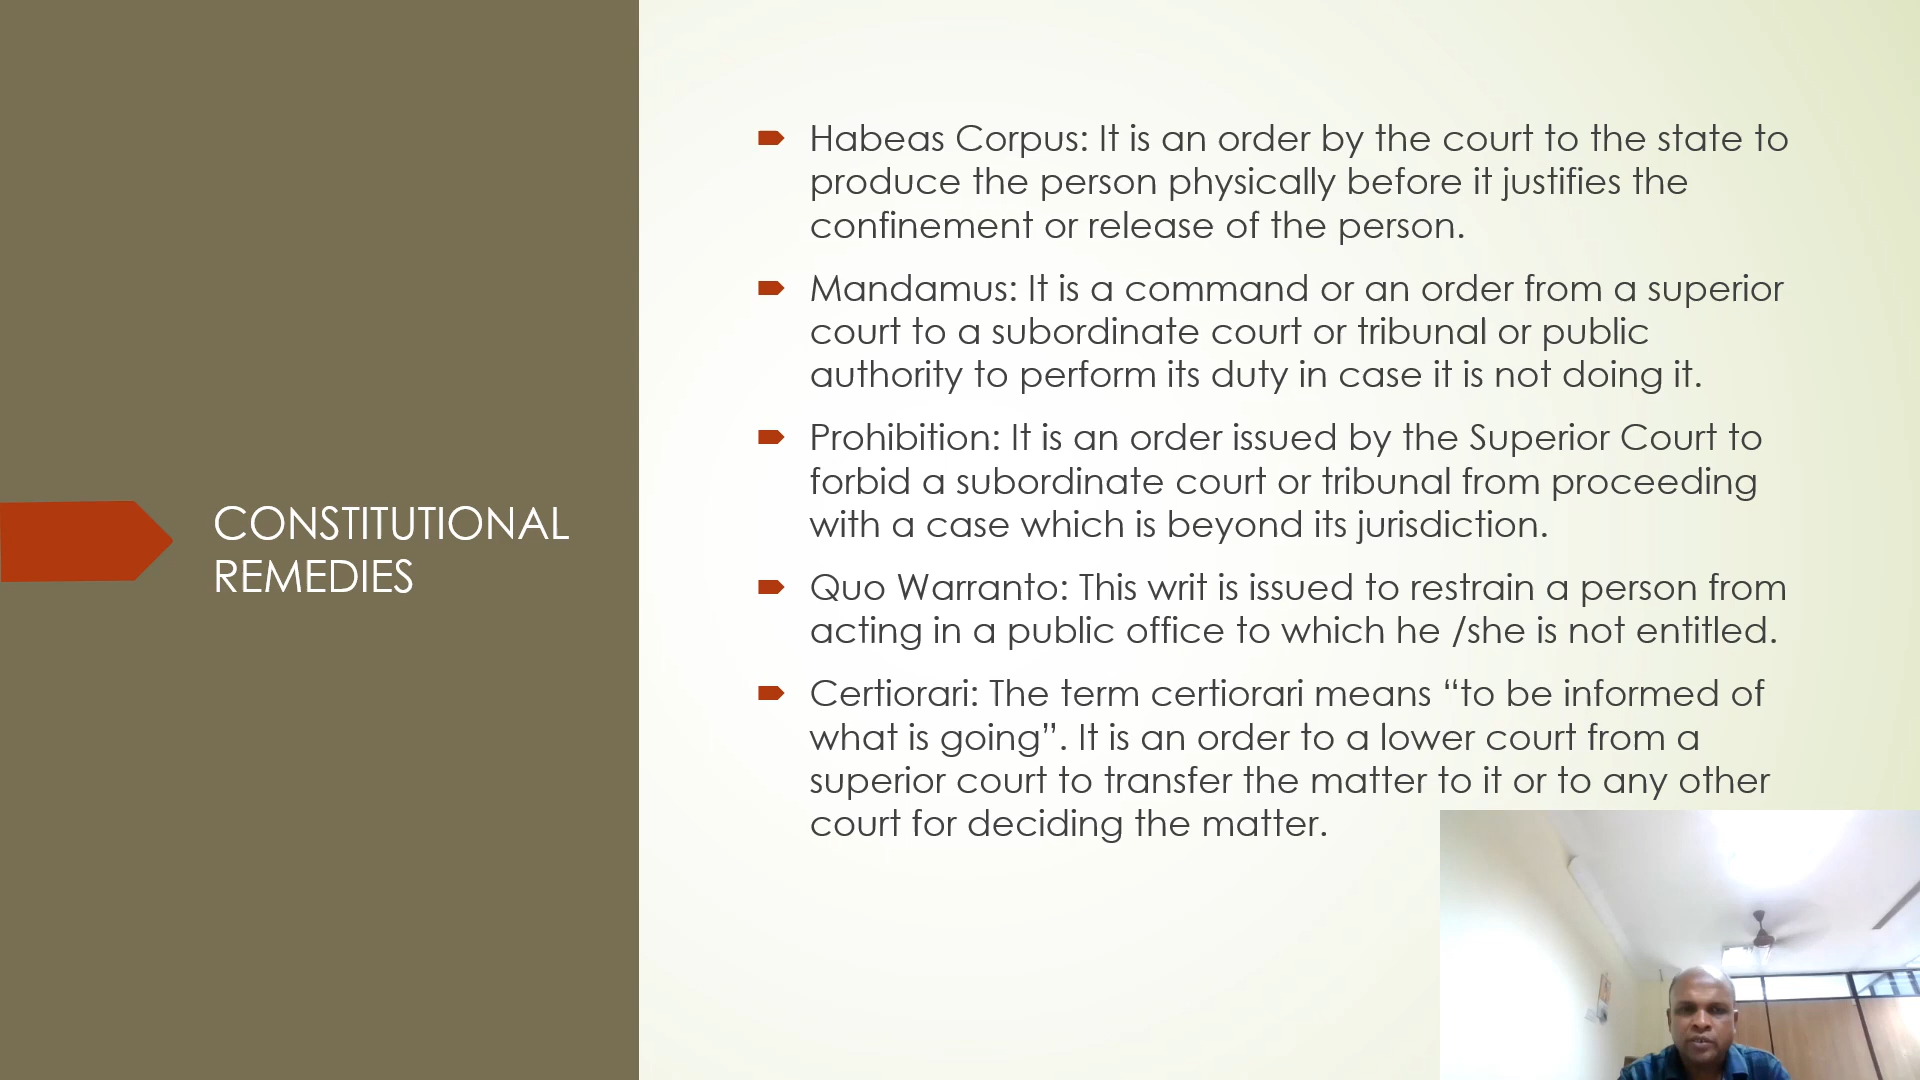 CONSTITUTIONAL
REMEDIES
Habeas Corpus: It is an order by the court to the state to
produce the person physically before it justifies the
confinement or release of the person.
Mandamus: It is a command or an order from a superior
court to a subordinate court or tribunal or public
authority to perform its duty in case it is not doing it.
Prohibition: It is an order issued by the Superior Court to
forbid a subordinate court or tribunal from proceeding
with a case which is beyond its jurisdiction.
Quo Warranto: This writ is issued to restrain a person from
acting in a public office to which he /she is not entitled.
Certiorari: The term certiorari means “to be informed of
what is going”. It is an order to a lower court from a
superior court to transfer the matter to it or to any other
court for deciding the matter.